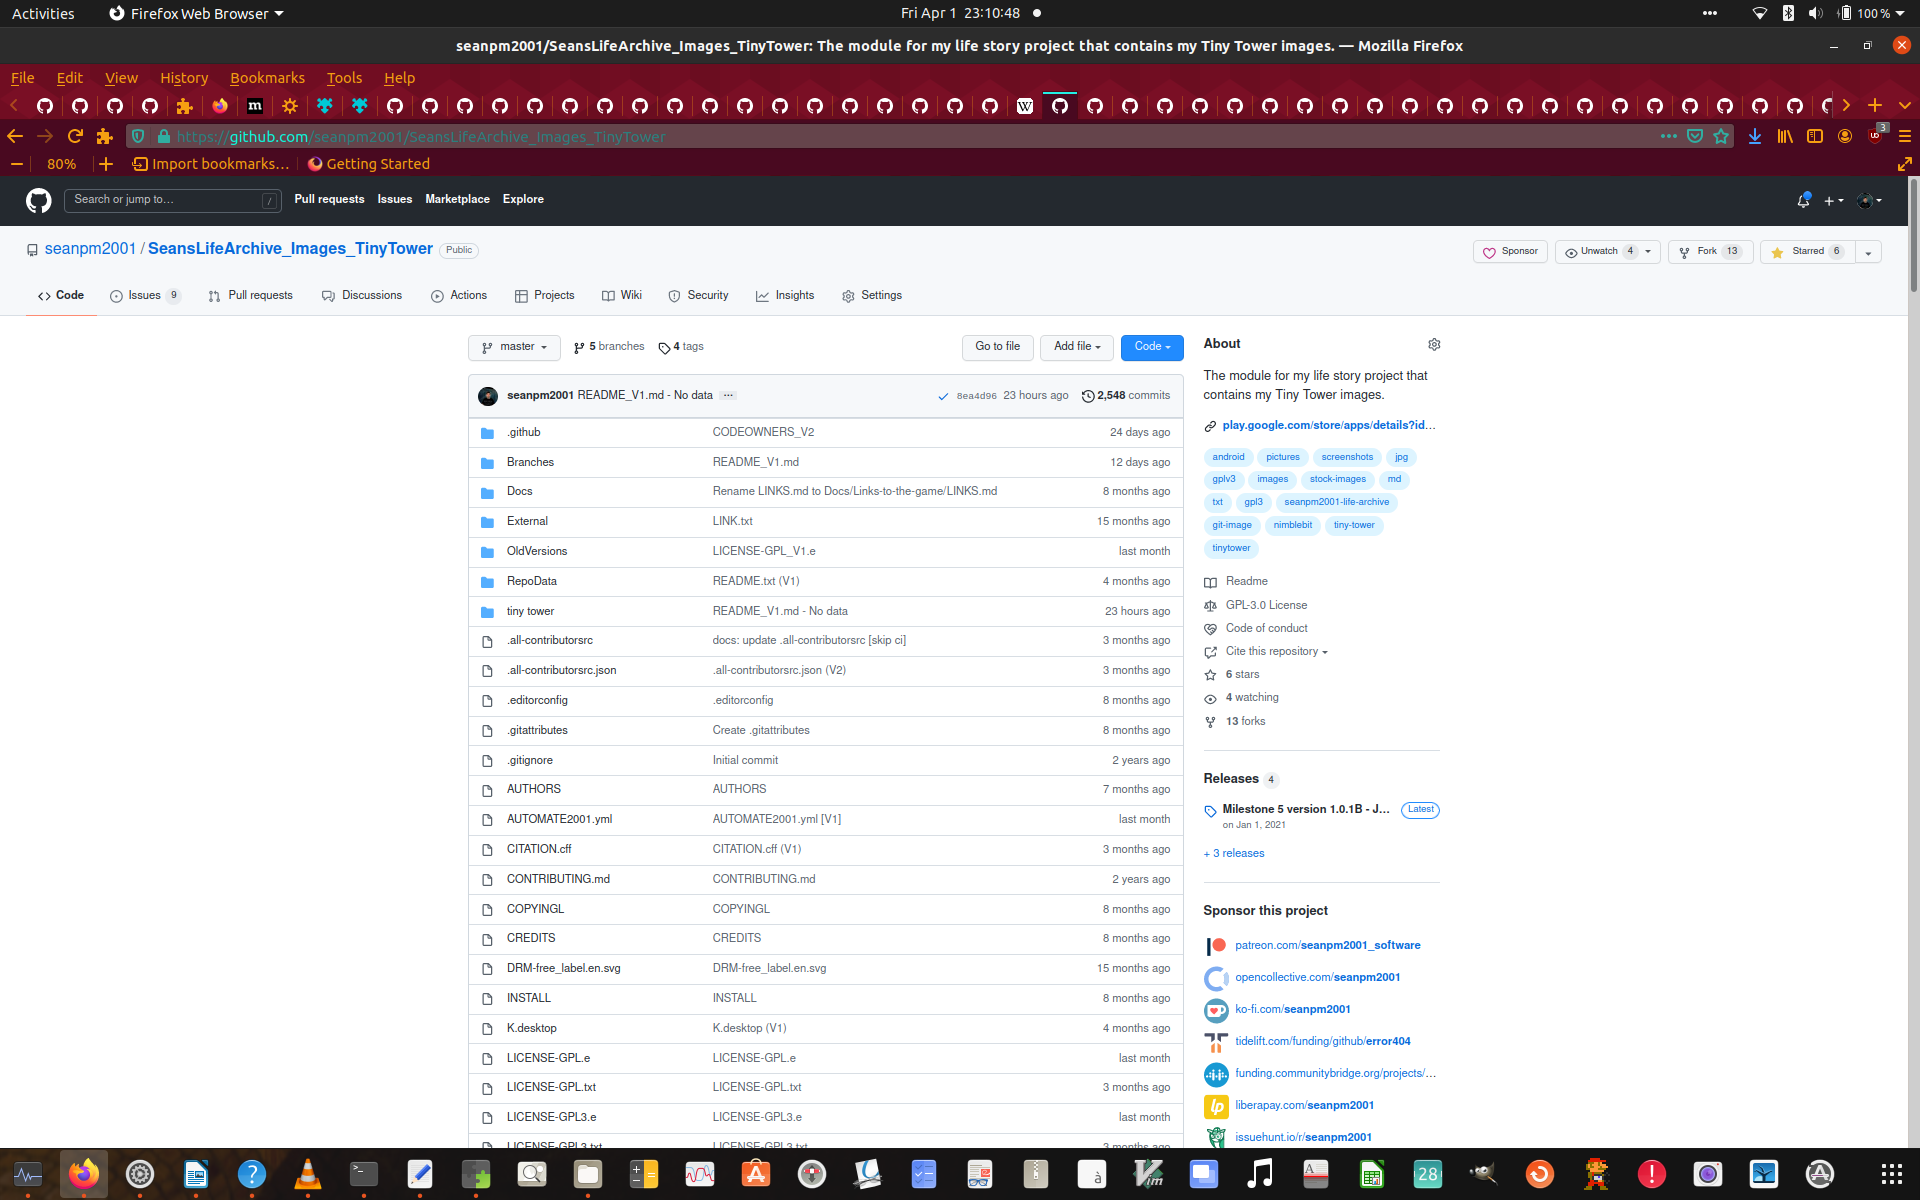 Activities Firefox Web Browser Fri Apr 1 23:10:48 100 %
seanpm2001/SeansLifeArchive_Images_TinyTower: The module for my life story project that contains my Tiny Tower images. — Mozilla Firefox
File Edit View History Bookmarks Tools Help
https://github.com/seanpm2001/SeansLifeArchive_Images_TinyTower 3
80% Import bookmarks... Getting Started
Search or jump to... / Pull requests Issues Marketplace Explore
seanpm2001 / SeansLifeArchive_Images_TinyTower Public Sponsor Unwatch 4 Fork 13 Starred 6
Code Issues 9 Pull requests Discussions Actions Projects Wiki Security Insights Settings
master 5 branches 4 tags Go to file Add file Code
seanpm2001 README_V1.md - No data ... 8ea4d96 23 hours ago 2,548 commits
.github CODEOWNERS_V2 24 days ago
Branches README_V1.md 12 days ago
Docs Rename LINKS.md to Docs/Links-to-the-game/LINKS.md 8 months ago
External LINK.txt 15 months ago
OldVersions LICENSE-GPL_V1.e last month
RepoData README.txt (V1) 4 months ago
tiny tower README_V1.md - No data 23 hours ago
.all-contributorsrc docs: update .all-contributorsrc [skip ci] 3 months ago
.all-contributorsrc.json .all-contributorsrc.json (V2) 3 months ago
.editorconfig .editorconfig 8 months ago
.gitattributes Create .gitattributes 8 months ago
.gitignore Initial commit 2 years ago
AUTHORS AUTHORS 7 months ago
AUTOMATE2001.yml AUTOMATE2001.yml [V1] last month
CITATION.cff CITATION.cff (V1) 3 months ago
CONTRIBUTING.md CONTRIBUTING.md 2 years ago
COPYINGL COPYINGL 8 months ago
CREDITS CREDITS 8 months ago
DRM-free_label.en.svg DRM-free_label.en.svg 15 months ago
INSTALL INSTALL 8 months ago
K.desktop K.desktop (V1) 4 months ago
LICENSE-GPL.e LICENSE-GPL.e last month
LICENSE-GPL.txt LICENSE-GPL.txt 3 months ago
LICENSE-GPL3.e LICENSE-GPL3.e last month
LICENSE-GPL3.txt LICENSE-GPL3.txt 3 months ago
About
The module for my life story project that
contains my Tiny Tower images.
play.google.com/store/apps/details?id...
android pictures screenshots jpg
gplv3 images stock-images md
txt gpl3 seanpm2001-life-archive
git-image nimblebit tiny-tower
tinytower
Readme
GPL-3.0 License
Code of conduct
Cite this repository
6 stars
4 watching
13 forks
Releases 4
Milestone 5 version 1.0.1B - J... Latest
on Jan 1, 2021
+ 3 releases
Sponsor this project
patreon.com/seanpm2001_software
opencollective.com/seanpm2001
ko-fi.com/seanpm2001
tidelift.com/funding/github/error404
funding.communitybridge.org/projects/...
liberapay.com/seanpm2001
issuehunt.io/r/seanpm2001
28